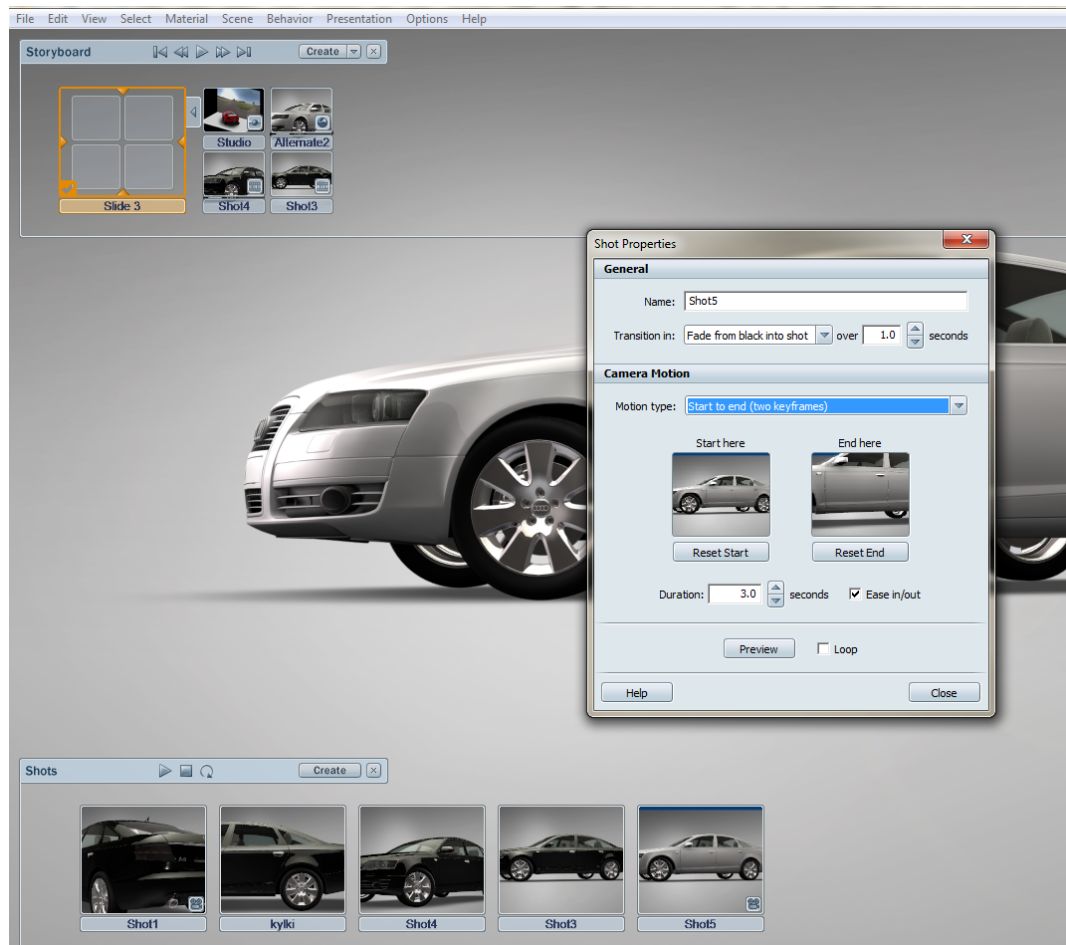 File Edit View Select Material Scene Behavior Presentation Options Help
Storyboard Create
Studio Alternate2
Slide 3 Shot4 Shot3
Shot Properties
General
Name: Shot5
Transition in: Fade from black into shot over 1.0 seconds
Camera Motion
Motion type: Start to end (two keyframes)
Start here End here
Reset Start Reset End
Duration: 3.0 seconds Ease in/out
Preview Loop
Help Close
Shots Create
Shot1 kylki Shot4 Shot3 Shot5